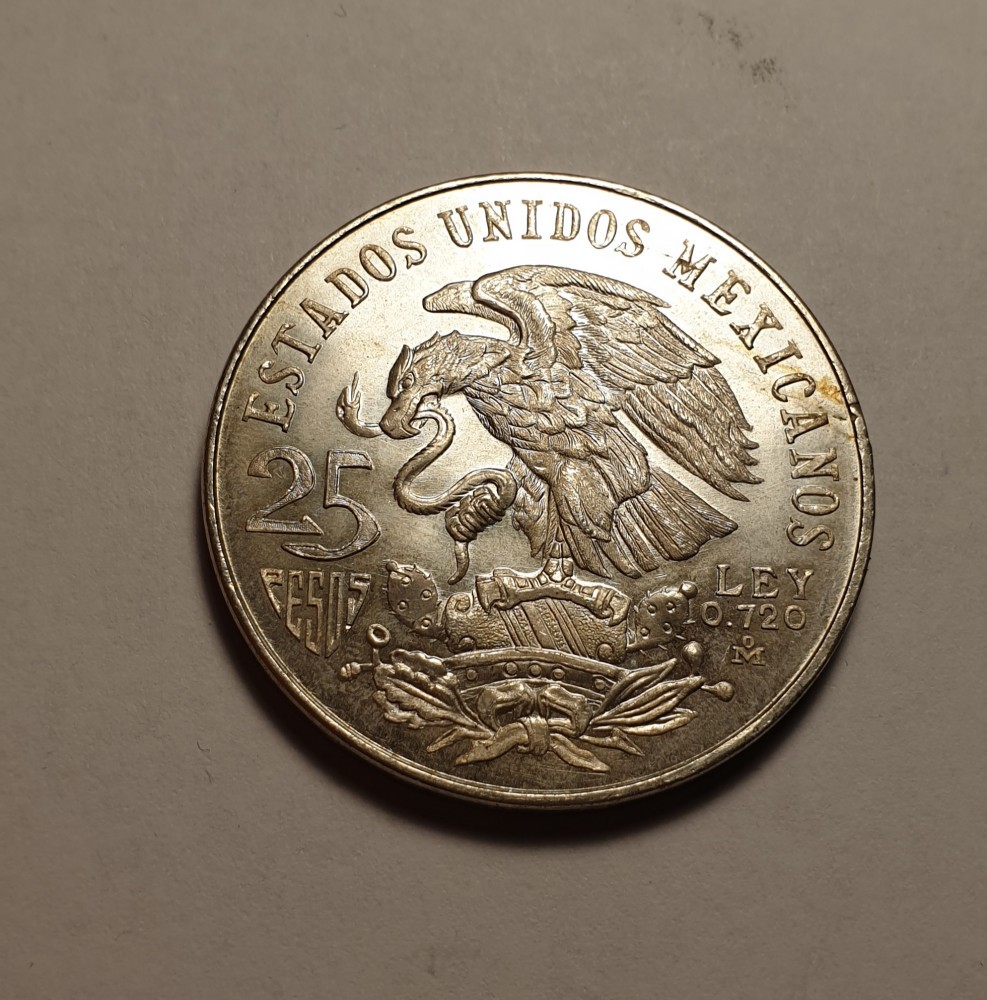 ESTADOS UNIDOS MEXICANOS
25
PESOS
LEY
0.720
Mo